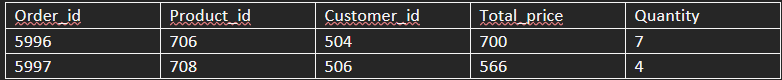 Order_id Product_id Customer_id Total_price Quantity
5996 706 504 700 7
5997 708 506 566 4